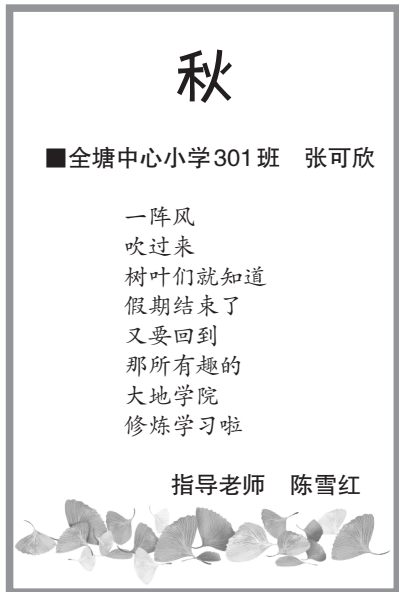 秋
■全塘中心小学301班 张可欣
一阵风
吹过来
树叶们就知道
假期结束了
又要回到
那所有趣的
大地学院
修炼学习啦
指导老师 陈雪红